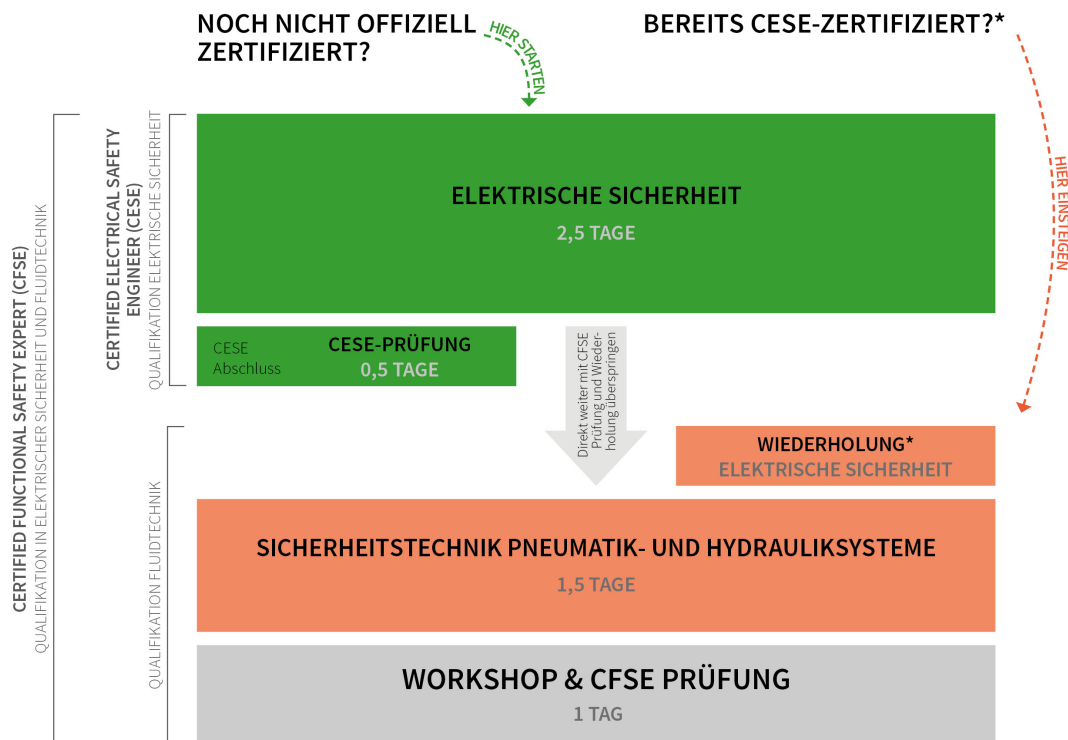 NOCH NICHT OFFIZIELL
ZERTIFIZIERT?
HIER STARTEN
BEREITS CESE-ZERTIFIZIERT?*
HIER EINSTEIGEN
CERTIFIED FUNCTIONAL SAFETY EXPERT (CFSE)
QUALIFIKATION IN ELEKTRISCHER SICHERHEIT UND FLUIDTECHNIK
CERTIFIED ELECTRICAL SAFETY
ENGINEER (CESE)
QUALIFIKATION ELEKTRISCHE SICHERHEIT
ELEKTRISCHE SICHERHEIT
2,5 TAGE
CESE
Abschluss
CESE-PRÜFUNG
0,5 TAGE
Direkt weiter mit CFSE
Prüfung und Wieder-
holung überspringen
WIEDERHOLUNG*
ELEKTRISCHE SICHERHEIT
QUALIFIKATION FLUIDTECHNIK
SICHERHEITSTECHNIK PNEUMATIK- UND HYDRAULIKSYSTEME
1,5 TAGE
WORKSHOP & CFSE PRÜFUNG
1 TAG